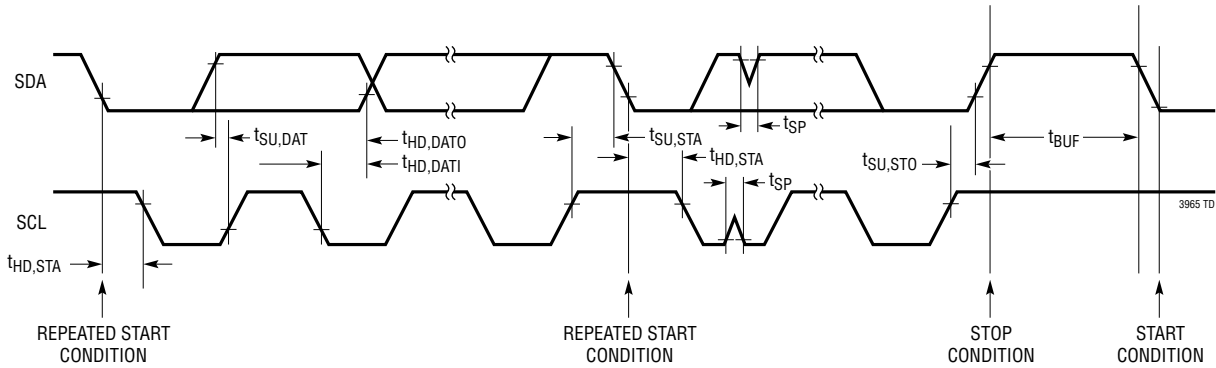 SDA
tSU,DAT
tHD,DATO
tHD,DATI
tSU,STA
tHD,STA
tSP
tSP
tSU,STO
tBUF
SCL
3965 TD
tHD,STA
REPEATED START
CONDITION
REPEATED START
CONDITION
STOP
CONDITION
START
CONDITION